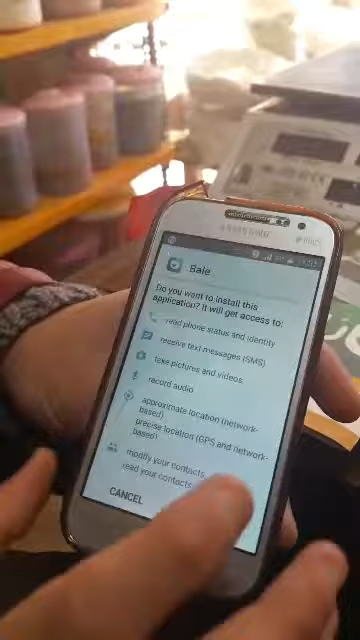 SAMSUNG
Bale
Do you want to install this
application? It will get access to:
read phone status and identity
receive text messages (SMS)
take pictures and videos
record audio
approximate location (network-
based)
precise location (GPS and network-
based)
modify your contacts
read your contacts
CANCEL